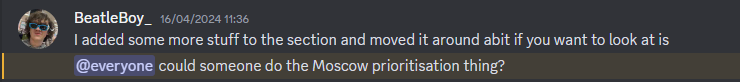 BeatleBoy_ 16/04/2024 11:36
I added some more stuff to the section and moved it around abit if you want to look at is
@everyone could someone do the Moscow prioritisation thing?